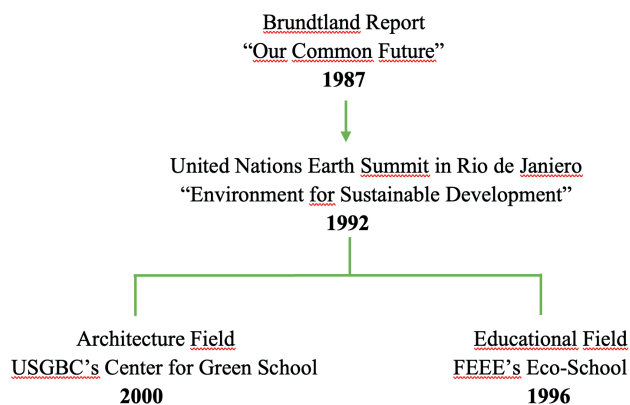 Brundtland Report
“Our Common Future”
1987
United Nations Earth Summit in Rio de Janiero
“Environment for Sustainable Development”
1992
Architecture Field
USGBC’s Center for Green School
2000
Educational Field
FEEE’s Eco-School
1996